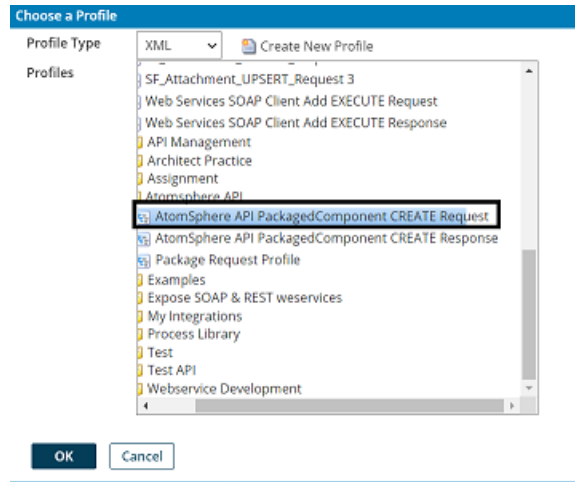 Choose a Profile
Profile Type XML Create New Profile
Profiles
SF_Attachment_UPSERT_Request 3
Web Services SOAP Client Add EXECUTE Request
Web Services SOAP Client Add EXECUTE Response
API Management
Architect Practice
Assignment
Atomsphere API
AtomSphere API PackagedComponent CREATE Request
AtomSphere API PackagedComponent CREATE Response
Package Request Profile
Examples
Expose SOAP & REST weservices
My Integrations
Process Library
Test
Test API
Webservice Development
OK Cancel